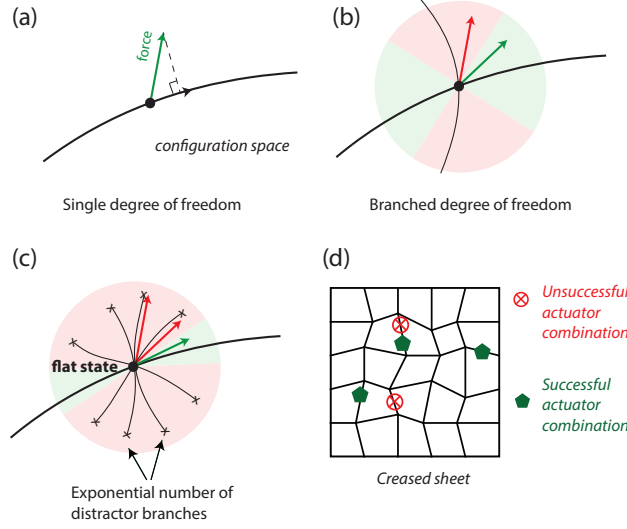 (a)
force
configuration space
Single degree of freedom
(b)
Branched degree of freedom
(c)
flat state
Exponential number of
distractor branches
(d)
Unsuccessful
actuator
combination
Successful
actuator
combination
Creased sheet